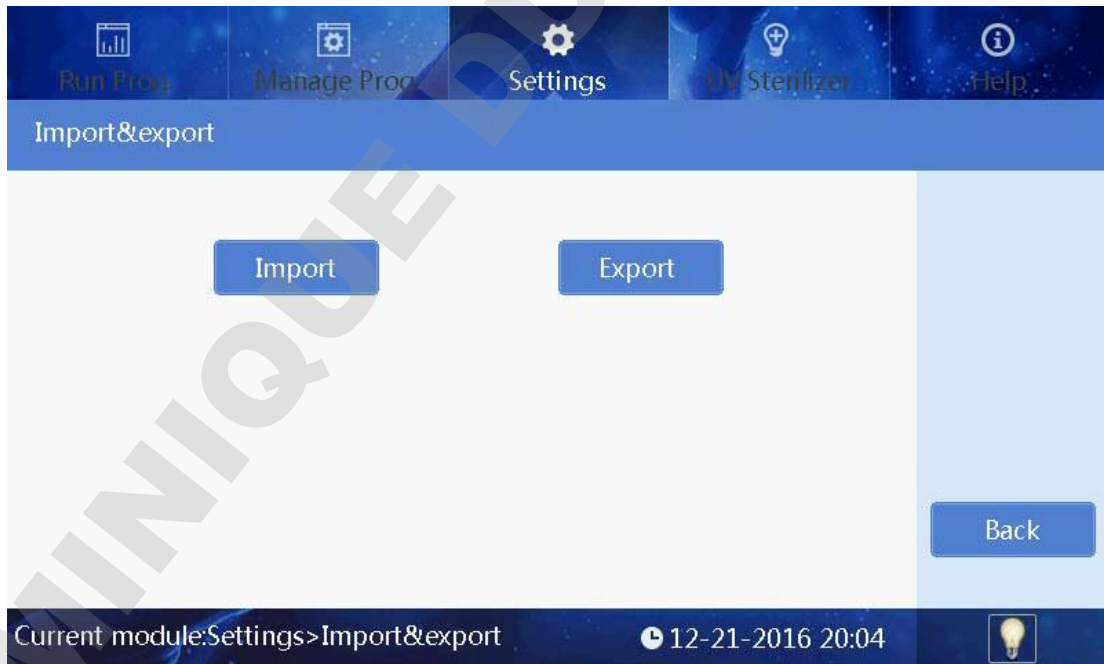 Run Prog.
Manage Prog.
Settings
UV Sterilizer
Help
Import&export
Import
Export
Back
Current module:Settings>Import&export
12-21-2016 20:04
MINIQUE D